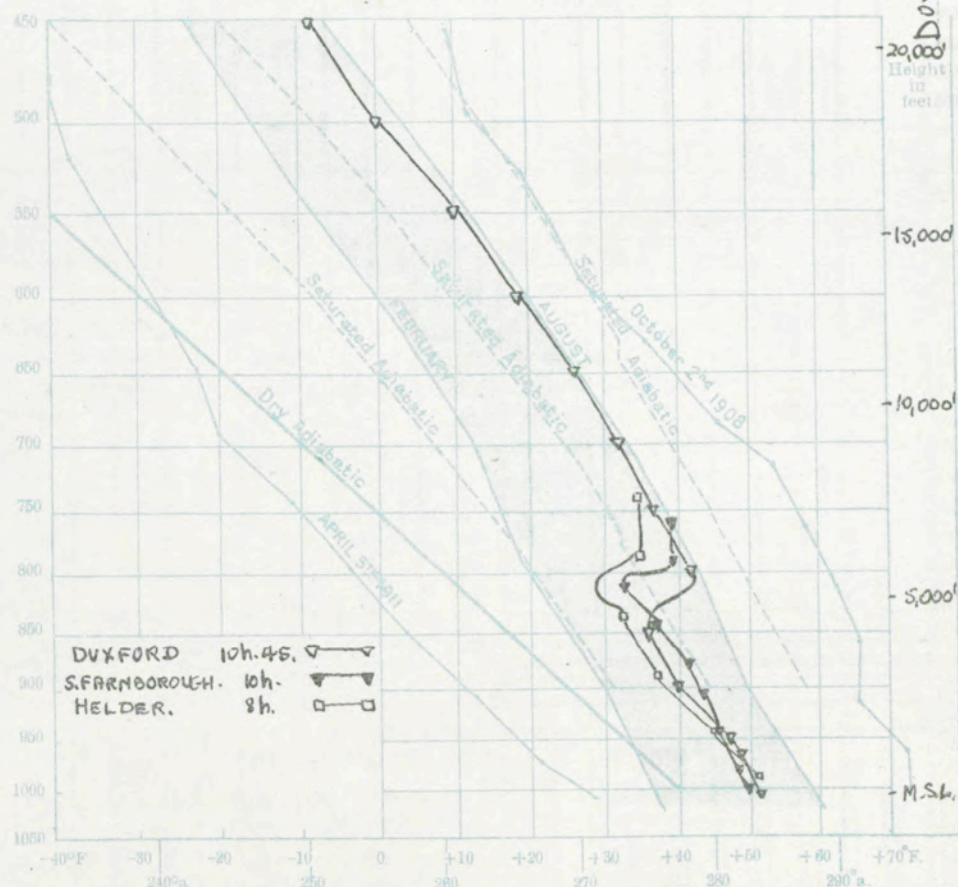 450
500
550
600
650
700
750
800
850
900
950
1000
1050
20,000'
Height
in
feet
15,000'
10,000'
5,000'
M.S.L.
Saturated Adiabatic
Saturated Adiabatic
Saturated Adiabatic
October 2nd 1908
AUGUST
FEBRUARY
Dry Adiabatic
APRIL
DUXFORD 10h.45.
S.FARNBOROUGH. 10h.
HELDER. 8h.
-40°F -30 -20 -10 0 +10 +20 +30 +40 +50 +60 +70°F.
240°a. 250 260 270 280 290°a.